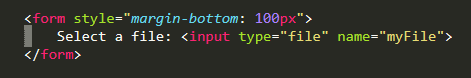 <form style="margin-bottom: 100px">
    Select a file: <input type="file" name="myFile">
</form>